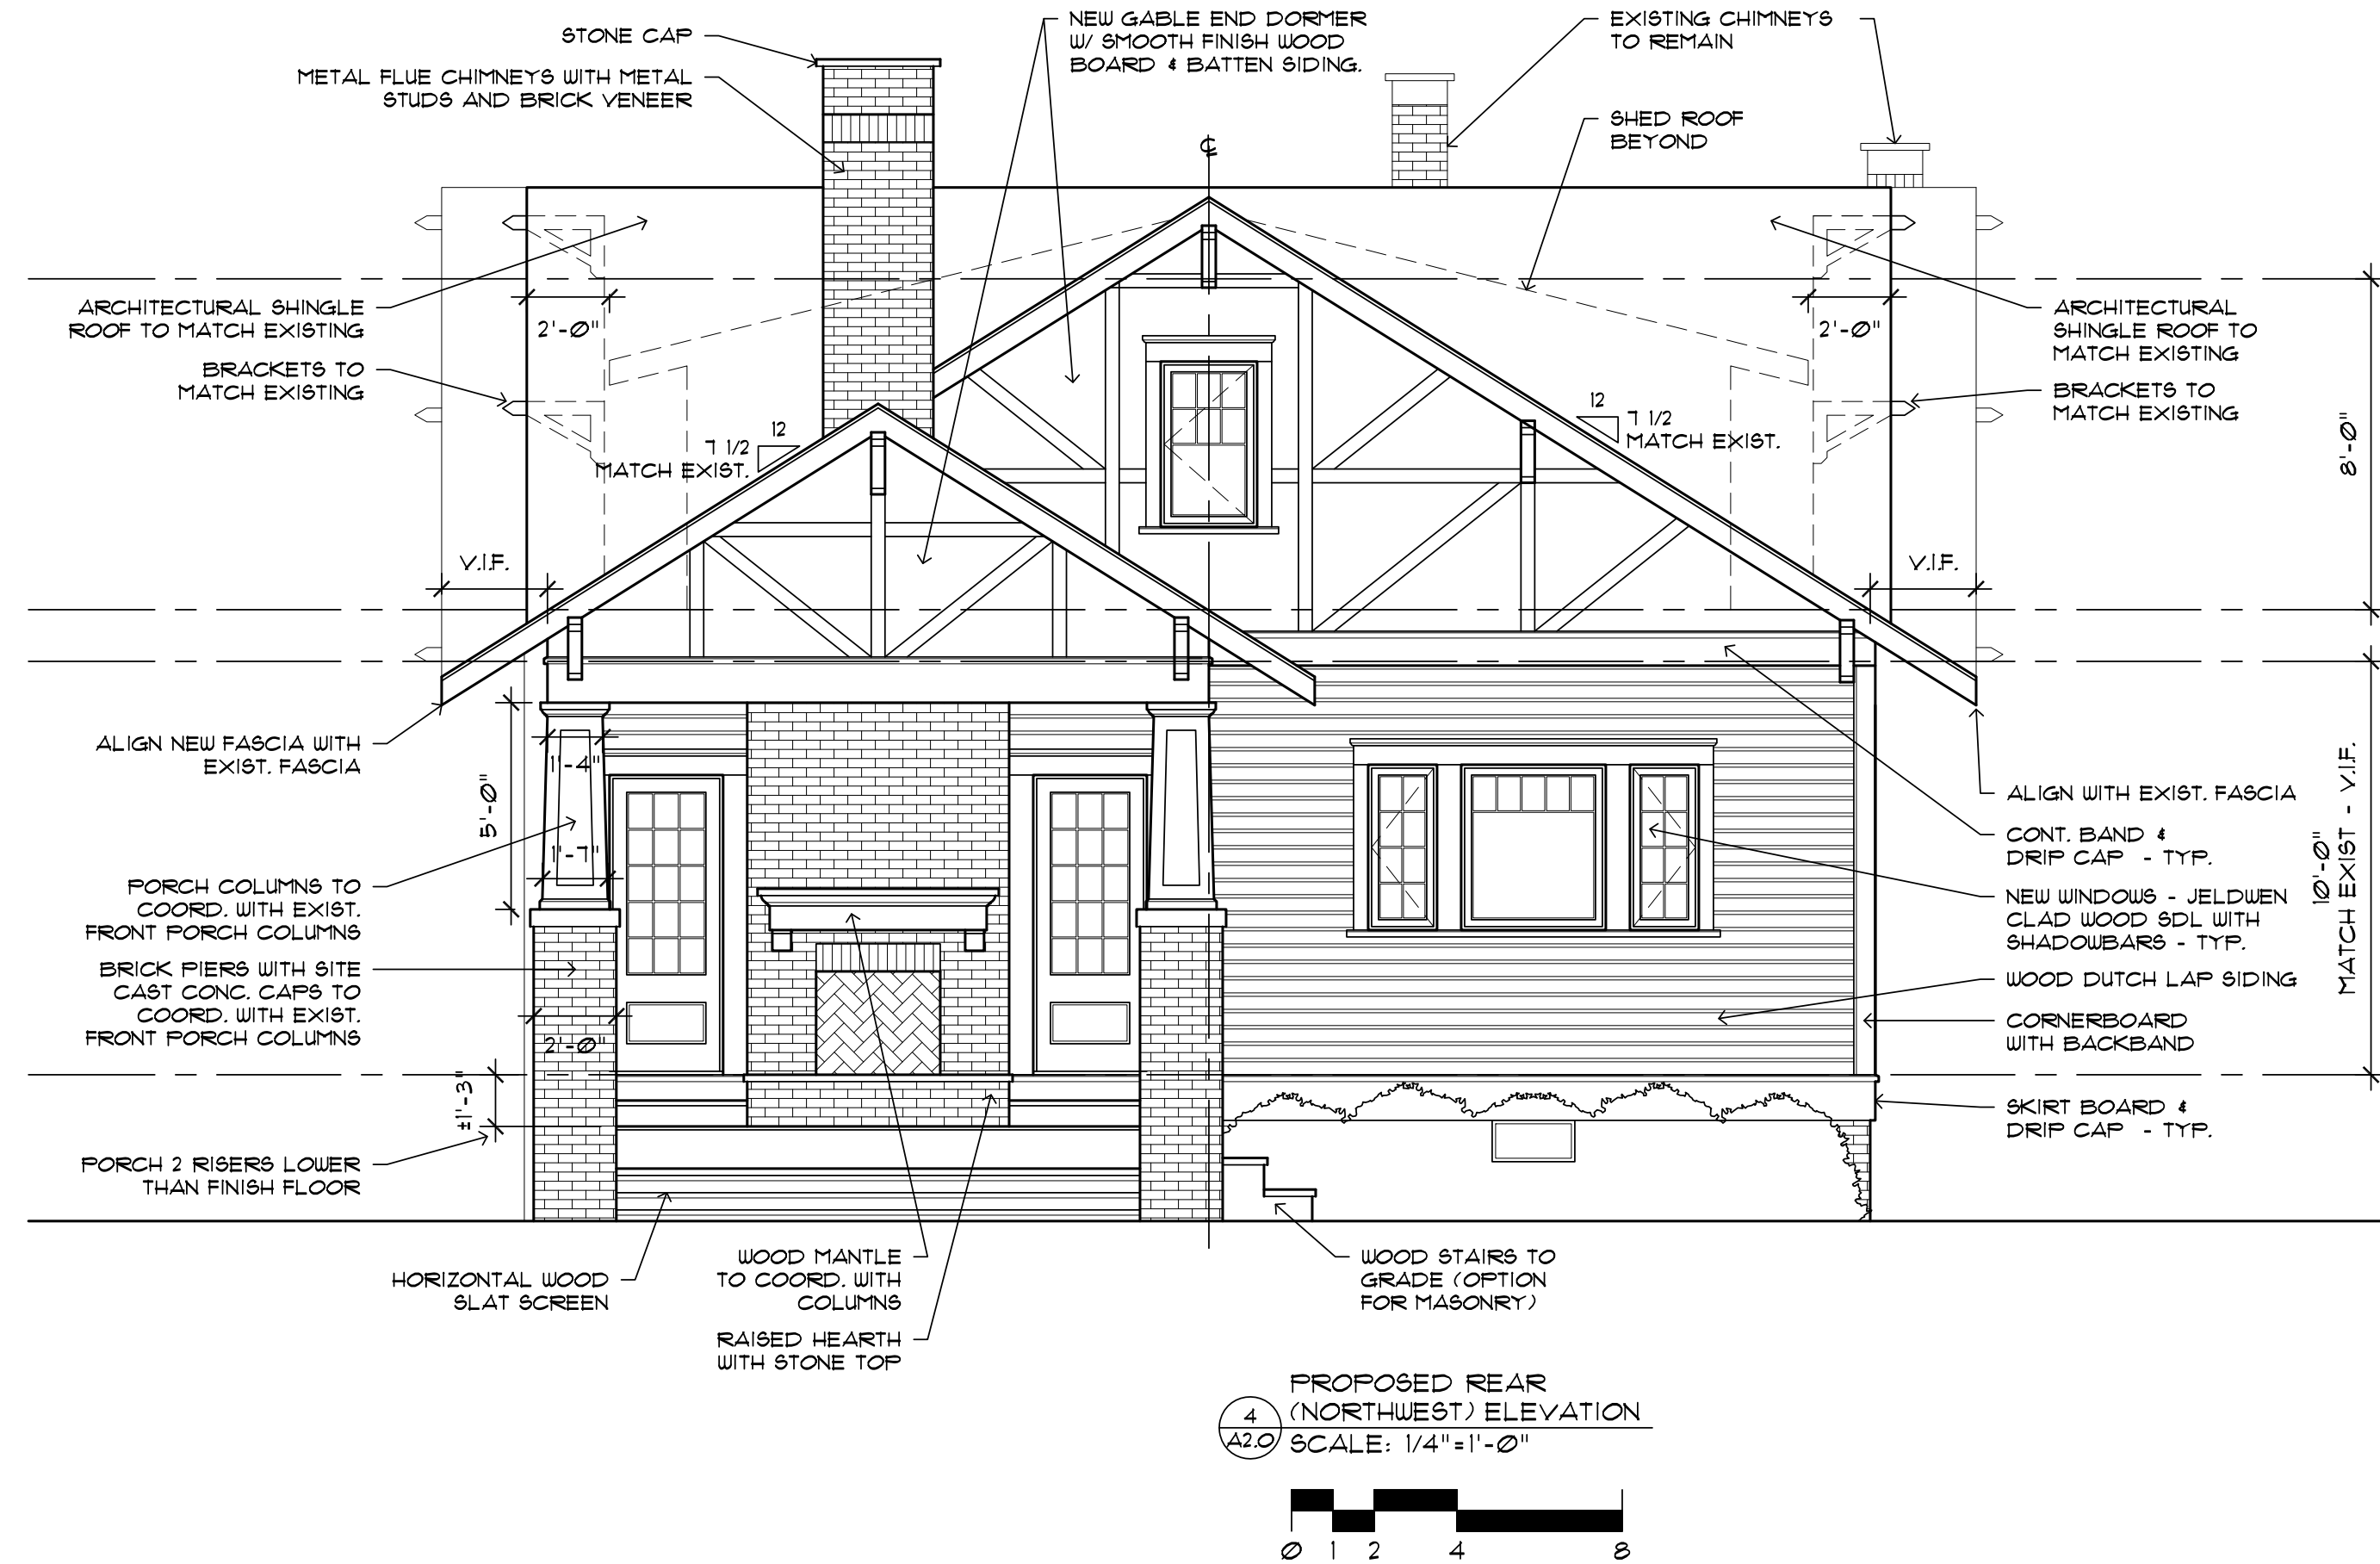 STONE CAP
METAL FLUE CHIMNEYS WITH METAL
STUDS AND BRICK VENEER
NEW GABLE END DORMER
W/ SMOOTH FINISH WOOD
BOARD & BATTEN SIDING.
EXISTING CHIMNEYS
TO REMAIN
SHED ROOF
BEYOND
℄
ARCHITECTURAL SHINGLE
ROOF TO MATCH EXISTING
2'-0"
BRACKETS TO
MATCH EXISTING
2'-0"
ARCHITECTURAL
SHINGLE ROOF TO
MATCH EXISTING
BRACKETS TO
MATCH EXISTING
12
7 1/2
MATCH EXIST.
12
7 1/2
MATCH EXIST.
8'-0"
V.I.F.
V.I.F.
ALIGN NEW FASCIA WITH
EXIST. FASCIA
1'-4"
5'-0"
1'-7"
PORCH COLUMNS TO
COORD. WITH EXIST.
FRONT PORCH COLUMNS
BRICK PIERS WITH SITE
CAST CONC. CAPS TO
COORD. WITH EXIST.
FRONT PORCH COLUMNS
2'-0"
±1'-3"
PORCH 2 RISERS LOWER
THAN FINISH FLOOR
ALIGN WITH EXIST. FASCIA
CONT. BAND &
DRIP CAP - TYP.
NEW WINDOWS - JELDWEN
CLAD WOOD SDL WITH
SHADOWBARS - TYP.
WOOD DUTCH LAP SIDING
CORNERBOARD
WITH BACKBAND
SKIRT BOARD &
DRIP CAP - TYP.
10'-0"
MATCH EXIST - V.I.F.
HORIZONTAL WOOD
SLAT SCREEN
WOOD MANTLE
TO COORD. WITH
COLUMNS
RAISED HEARTH
WITH STONE TOP
WOOD STAIRS TO
GRADE (OPTION
FOR MASONRY)
4
A2.0
PROPOSED REAR
(NORTHWEST) ELEVATION
SCALE: 1/4"=1'-0"
0 1 2 4 8